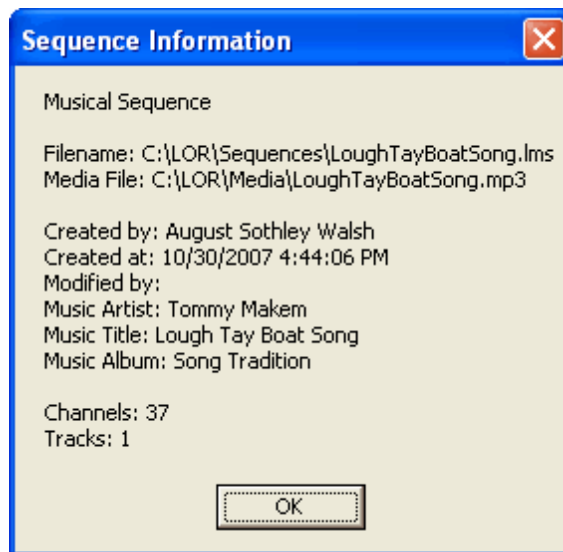 Sequence Information
Musical Sequence
Filename: C:\LOR\Sequences\LoughTayBoatSong.lms
Media File: C:\LOR\Media\LoughTayBoatSong.mp3
Created by: August Sothley Walsh
Created at: 10/30/2007 4:44:06 PM
Modified by:
Music Artist: Tommy Makem
Music Title: Lough Tay Boat Song
Music Album: Song Tradition
Channels: 37
Tracks: 1
OK